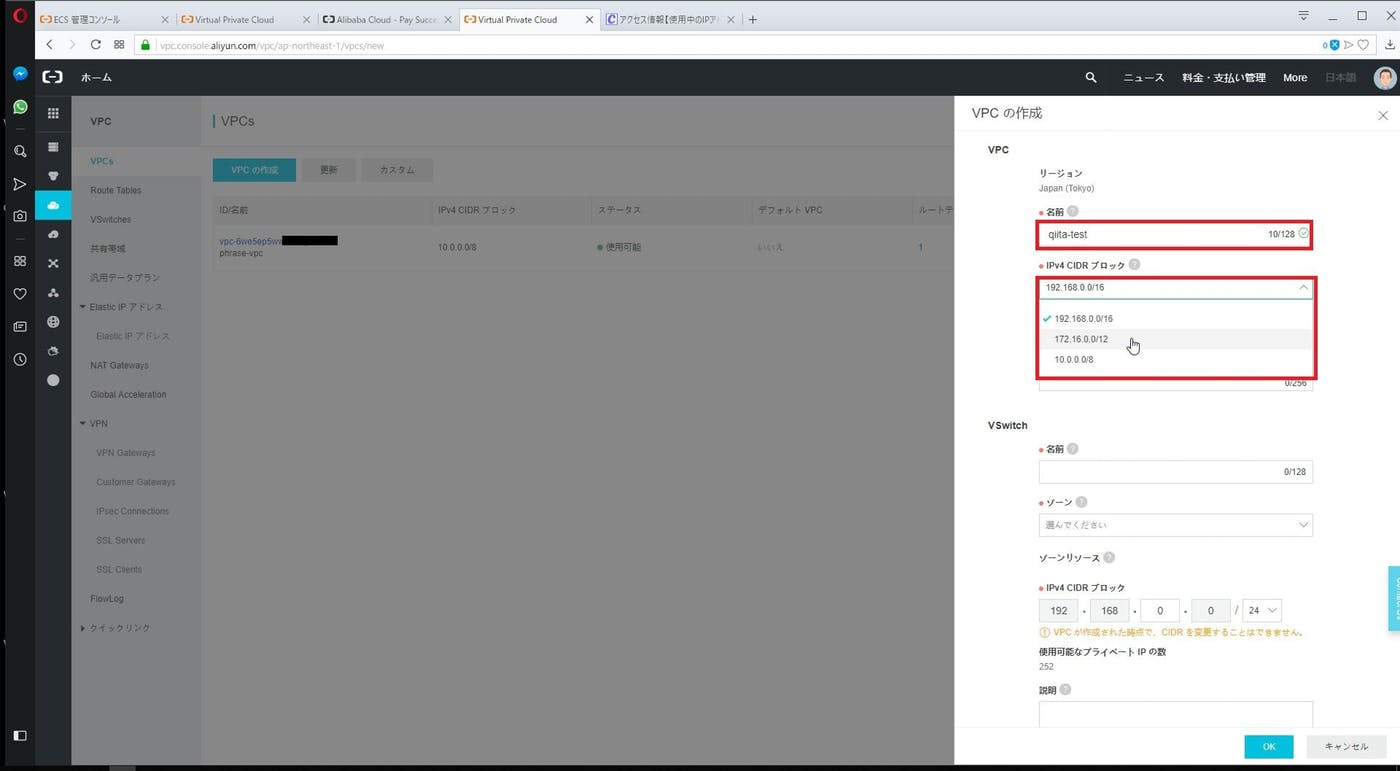 ECS 管理コンソール
Virtual Private Cloud
Alibaba Cloud - Pay Succe
Virtual Private Cloud
アクセス情報【使用中のIPア
vpc.console.aliyun.com/vpc/ap-northeast-1/vpcs/new
0
ホーム
ニュース
料金・支払い管理
More
日本語
VPC
VPCs
Route Tables
VSwitches
共有帯域
汎用データプラン
Elastic IP アドレス
Elastic IP アドレス
NAT Gateways
Global Acceleration
VPN
VPN Gateways
Customer Gateways
IPsec Connections
SSL Servers
SSL Clients
FlowLog
クイックリンク
VPCs
VPC の作成
更新
カスタム
ID/名前
IPv4 CIDR ブロック
ステータス
デフォルト VPC
ルートテ
vpc-6we5ep5w
phrase-vpc
10.0.0.0/8
使用可能
いいえ
1
VPC の作成
VPC
リージョン
Japan (Tokyo)
名前
qiita-test
10/128
IPv4 CIDR ブロック
192.168.0.0/16
192.168.0.0/16
172.16.0.0/12
10.0.0.0/8
0/256
VSwitch
名前
0/128
ゾーン
選んでください
ゾーンリソース
IPv4 CIDR ブロック
192 . 168 . 0 . 0 / 24
VPC が作成された時点で、CIDR を変更することはできません。
使用可能なプライベート IP の数
252
説明
OK
キャンセル